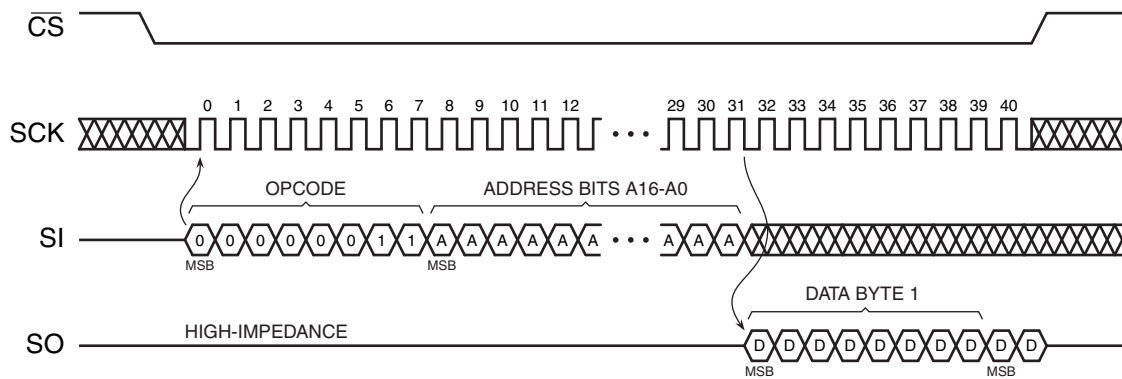 CS
0 1 2 3 4 5 6 7 8 9 10 11 12 29 30 31 32 33 34 35 36 37 38 39 40
SCK • • •
OPCODE ADDRESS BITS A16-A0
SI 0 0 0 0 0 0 1 1 A A A A A A • • • A A A
MSB MSB
DATA BYTE 1
SO HIGH-IMPEDANCE D D D D D D D D D D
MSB MSB